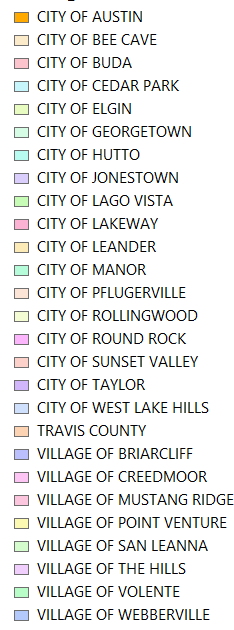 CITY OF AUSTIN
CITY OF BEE CAVE
CITY OF BUDA
CITY OF CEDAR PARK
CITY OF ELGIN
CITY OF GEORGETOWN
CITY OF HUTTO
CITY OF JONESTOWN
CITY OF LAGO VISTA
CITY OF LAKEWAY
CITY OF LEANDER
CITY OF MANOR
CITY OF PFLUGERVILLE
CITY OF ROLLINGWOOD
CITY OF ROUND ROCK
CITY OF SUNSET VALLEY
CITY OF TAYLOR
CITY OF WEST LAKE HILLS
TRAVIS COUNTY
VILLAGE OF BRIARCLIFF
VILLAGE OF CREEDMOOR
VILLAGE OF MUSTANG RIDGE
VILLAGE OF POINT VENTURE
VILLAGE OF SAN LEANNA
VILLAGE OF THE HILLS
VILLAGE OF VOLENTE
VILLAGE OF WEBBERVILLE